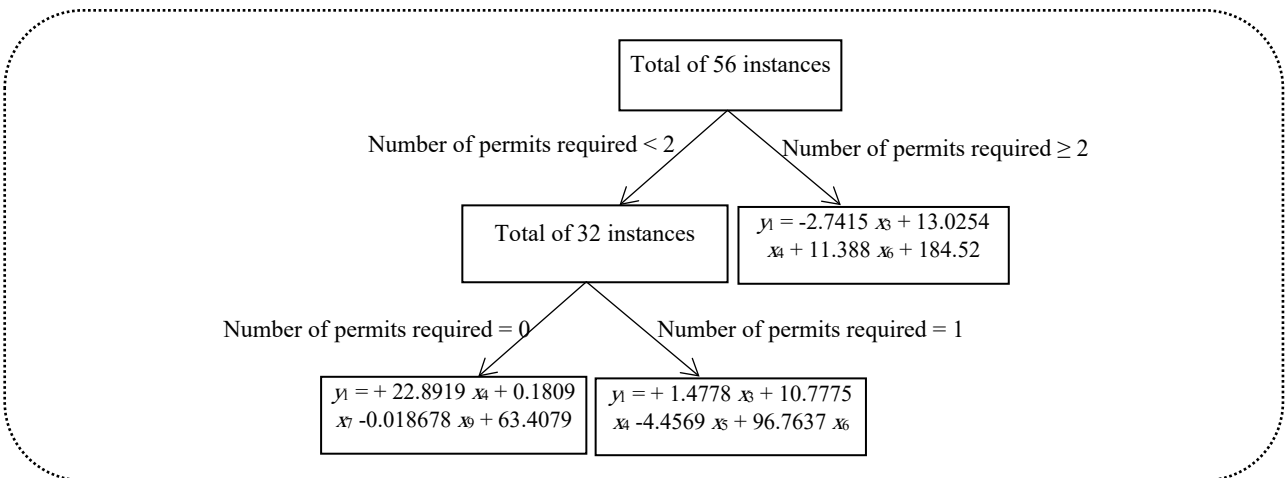 Total of 56 instances
Number of permits required < 2
Number of permits required ≥ 2
Total of 32 instances
y1 = -2.7415 x3 + 13.0254
x4 + 11.388 x6 + 184.52
Number of permits required = 0
Number of permits required = 1
y1 = + 22.8919 x4 + 0.1809
x7 -0.018678 x9 + 63.4079
y1 = + 1.4778 x3 + 10.7775
x4 -4.4569 x5 + 96.7637 x6